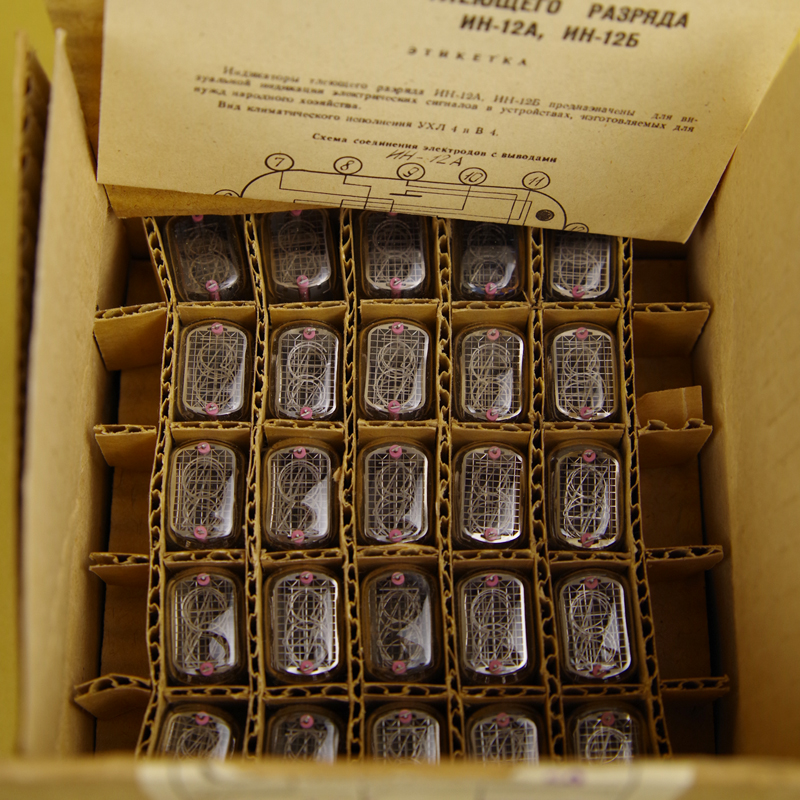 ТЛЕЮЩЕГО РАЗРЯДА
ИН-12А, ИН-12Б
ЭТИКЕТКА
Индикаторы тлеющего разряда ИН-12А, ИН-12Б предназначены для ви-
зуальной индикации электрических сигналов в устройствах, изготовляемых для
нужд народного хозяйства.
Вид климатического исполнения УХЛ 4 и В 4.
Схема соединения электродов с выводами
ИН-12А
7 8 9 10 11
12